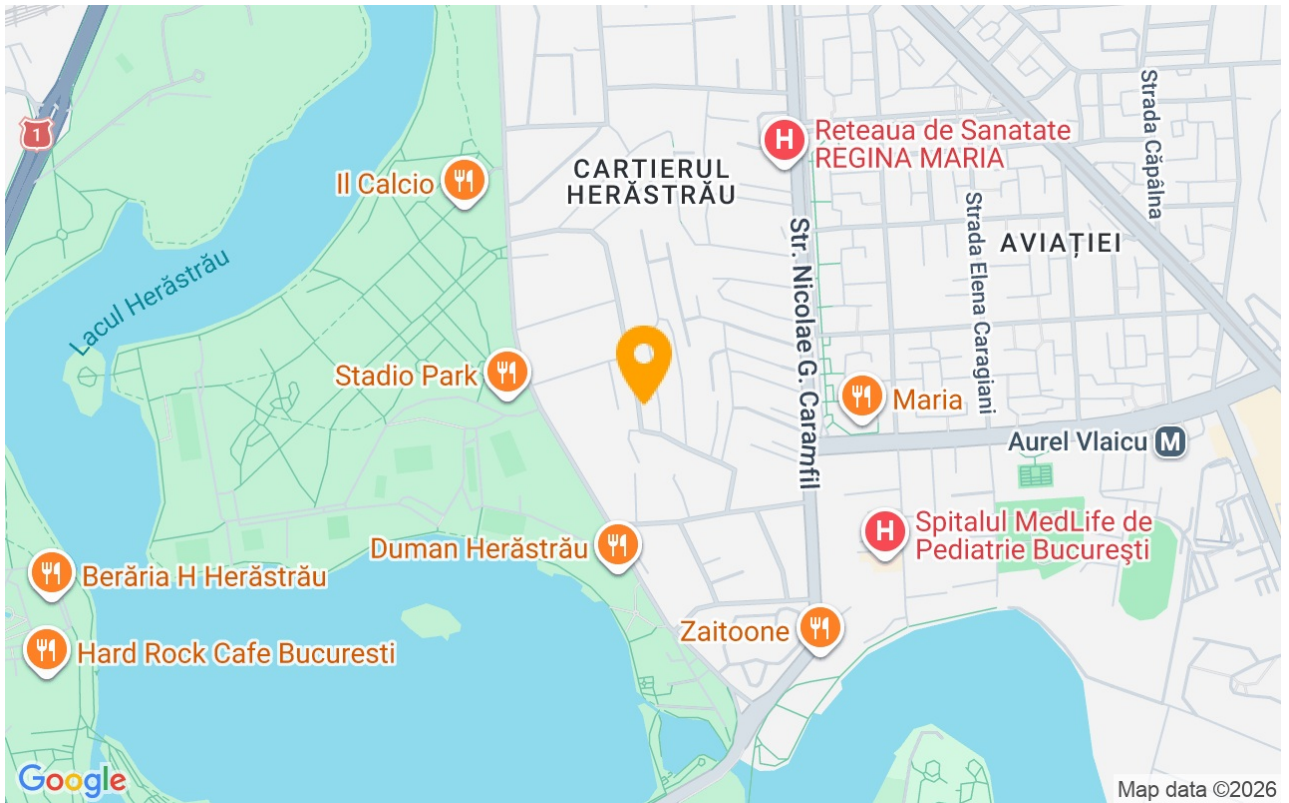 1
Il Calcio
CARTIERUL
HERĂSTRĂU
H
Reteaua de Sanatate
REGINA MARIA
Strada Căpâlna
Strada Elena Caragiani
AVIAȚIEI
Str. Nicolae G. Caramfil
Lacul Herăstrău
Stadio Park
Maria
Aurel Vlaicu M
H
Spitalul MedLife de
Pediatrie Bucureşti
Duman Herăstrău
Berăria H Herăstrău
Zaitoone
Hard Rock Cafe Bucuresti
Google
Map data ©2026